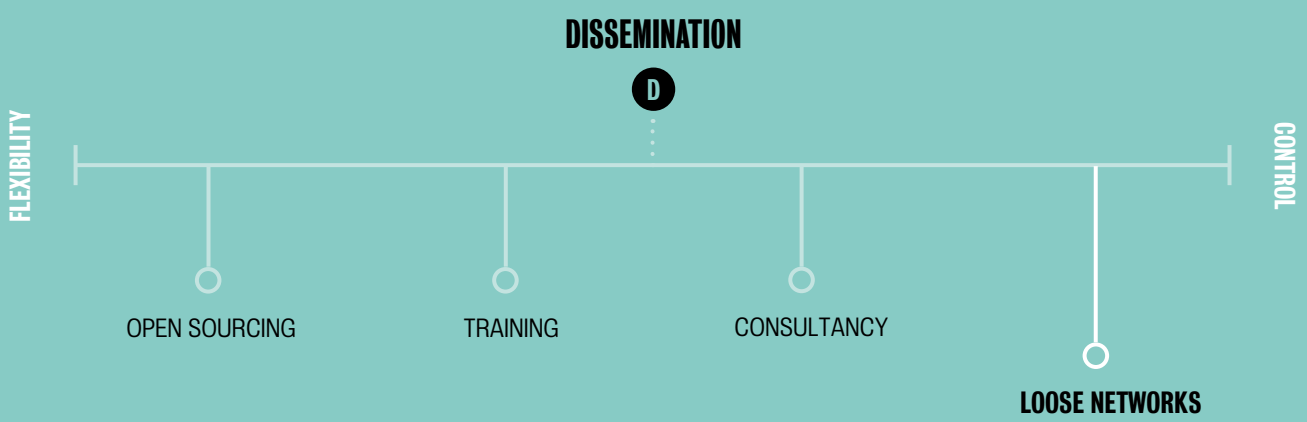 DISSEMINATION
D
FLEXIBILITY
CONTROL
OPEN SOURCING
TRAINING
CONSULTANCY
LOOSE NETWORKS